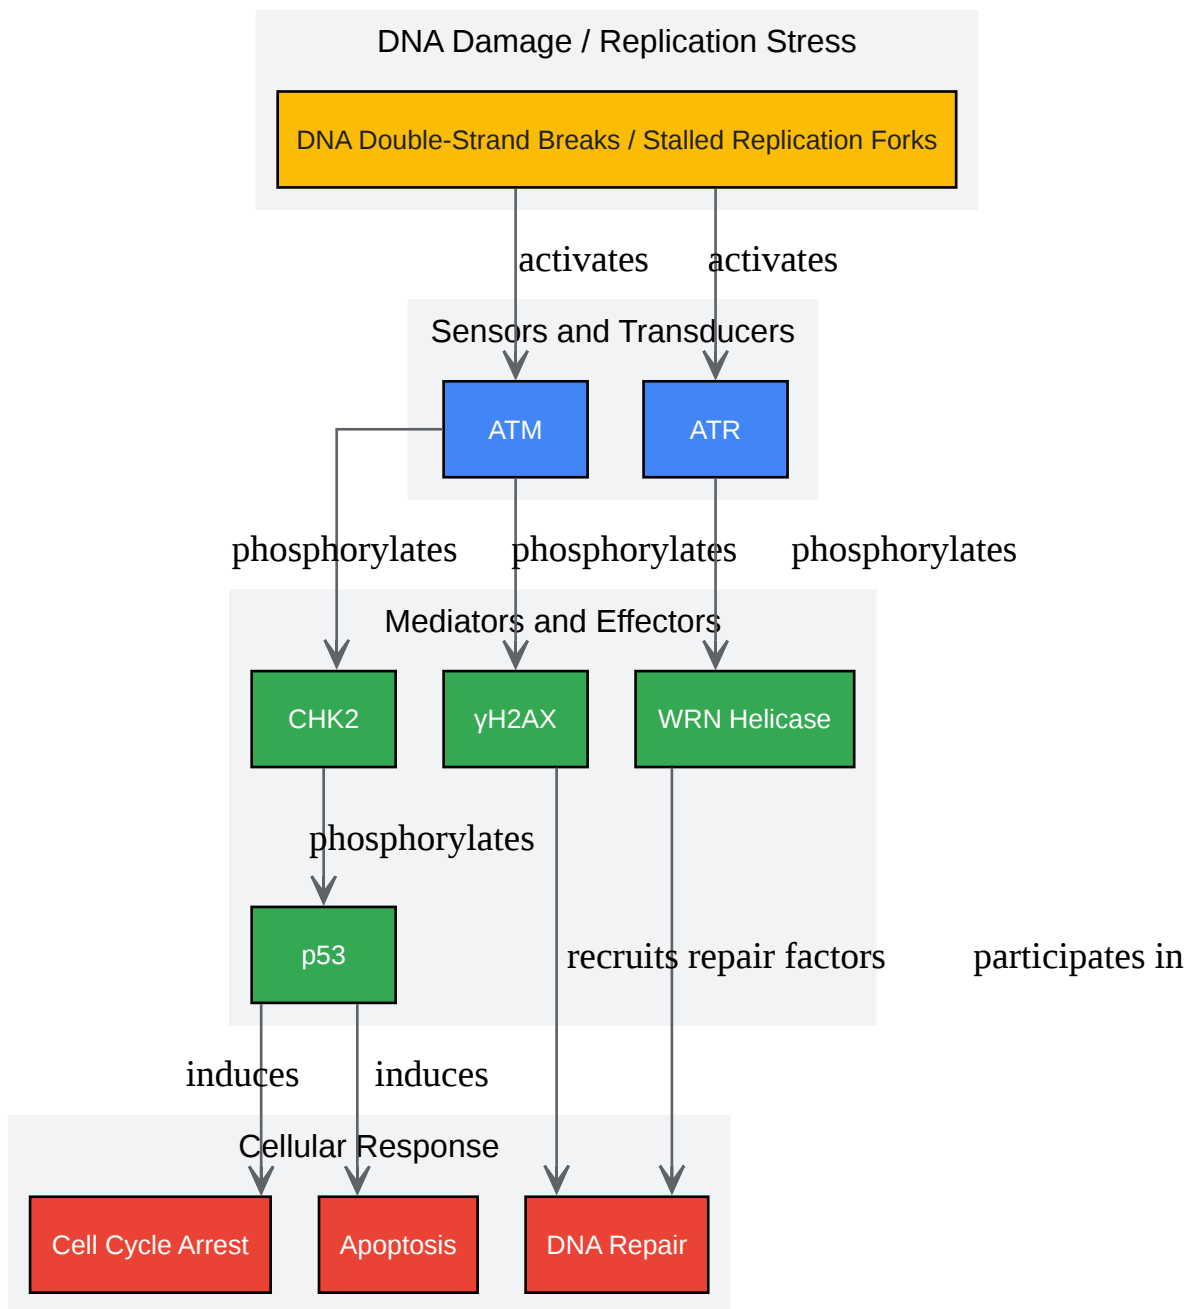 DNA Damage / Replication Stress
DNA Double-Strand Breaks / Stalled Replication Forks
activates
activates
Sensors and Transducers
ATM
ATR
phosphorylates
phosphorylates
phosphorylates
Mediators and Effectors
CHK2
γH2AX
WRN Helicase
phosphorylates
p53
recruits repair factors
participates in
induces
induces
Cellular Response
Cell Cycle Arrest
Apoptosis
DNA Repair